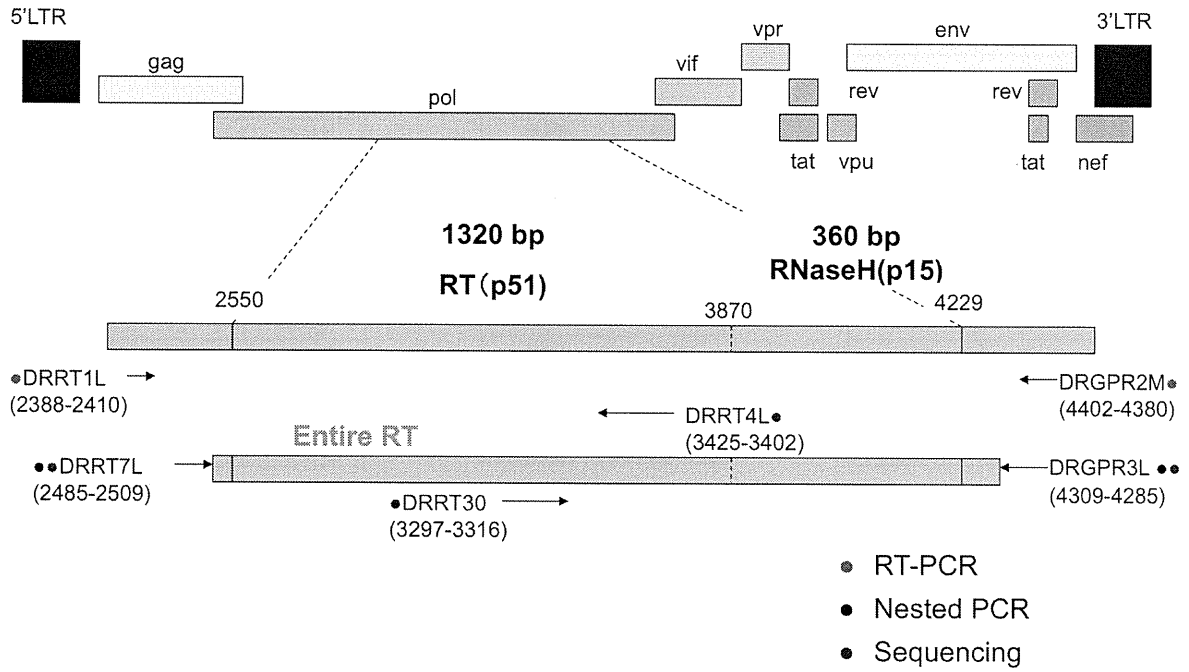 5'LTR
3'LTR
gag
pol
vif
vpr
env
rev
rev
tat
vpu
tat
nef
1320 bp
RT(p51)
360 bp
RNaseH(p15)
2550
3870
4229
●DRRT1L
(2388-2410)
DRGPR2M●
(4402-4380)
DRRT4L●
(3425-3402)
Entire RT
●●DRRT7L
(2485-2509)
DRGPR3L●●
(4309-4285)
●DRRT30
(3297-3316)
● RT-PCR
● Nested PCR
● Sequencing